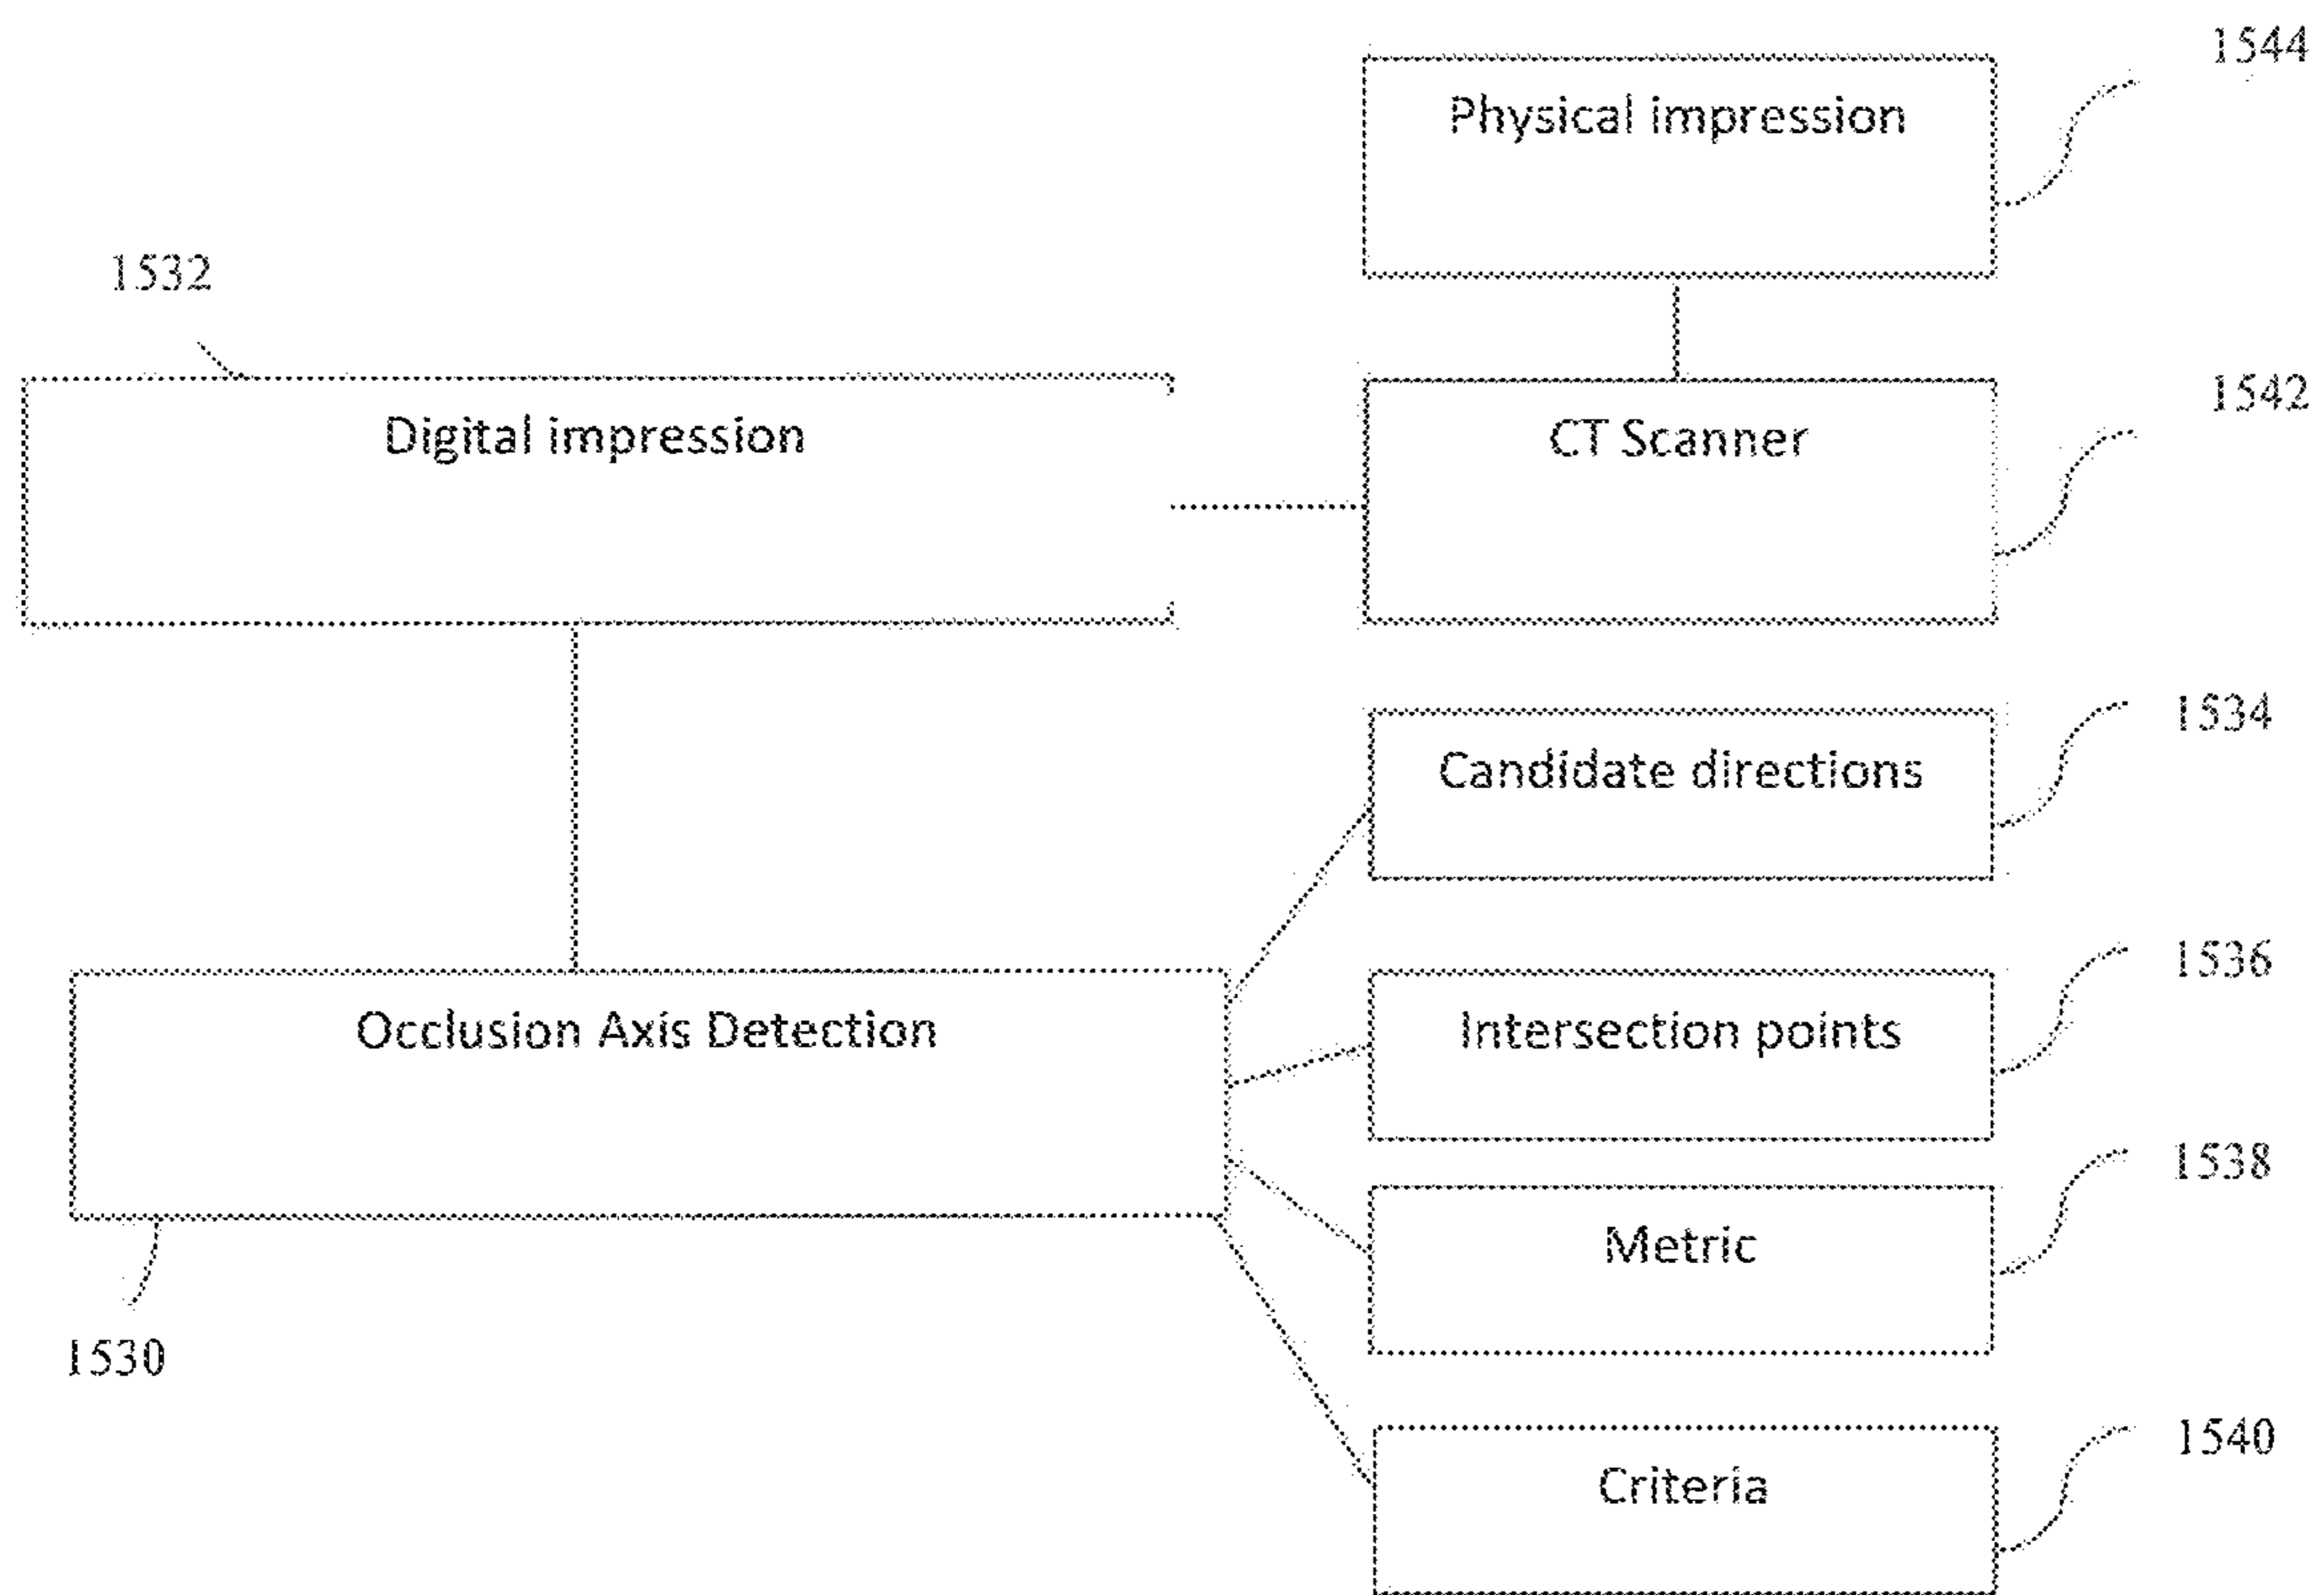 1544
Physical impression
1532
1542
Digital impression
CT Scanner
1534
Candidate directions
1536
Occlusion Axis Detection
Intersection points
1538
Metric
1530
1540
Criteria